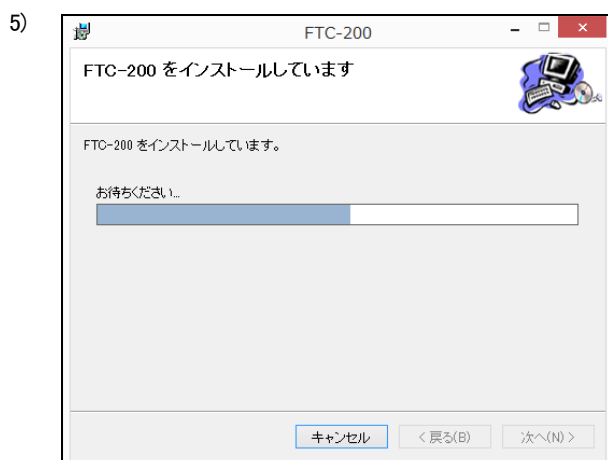 5)
FTC-200
FTC-200 をインストールしています
FTC-200 をインストールしています。
お待ちください...
キャンセル
< 戻る(B)
次へ(N) >